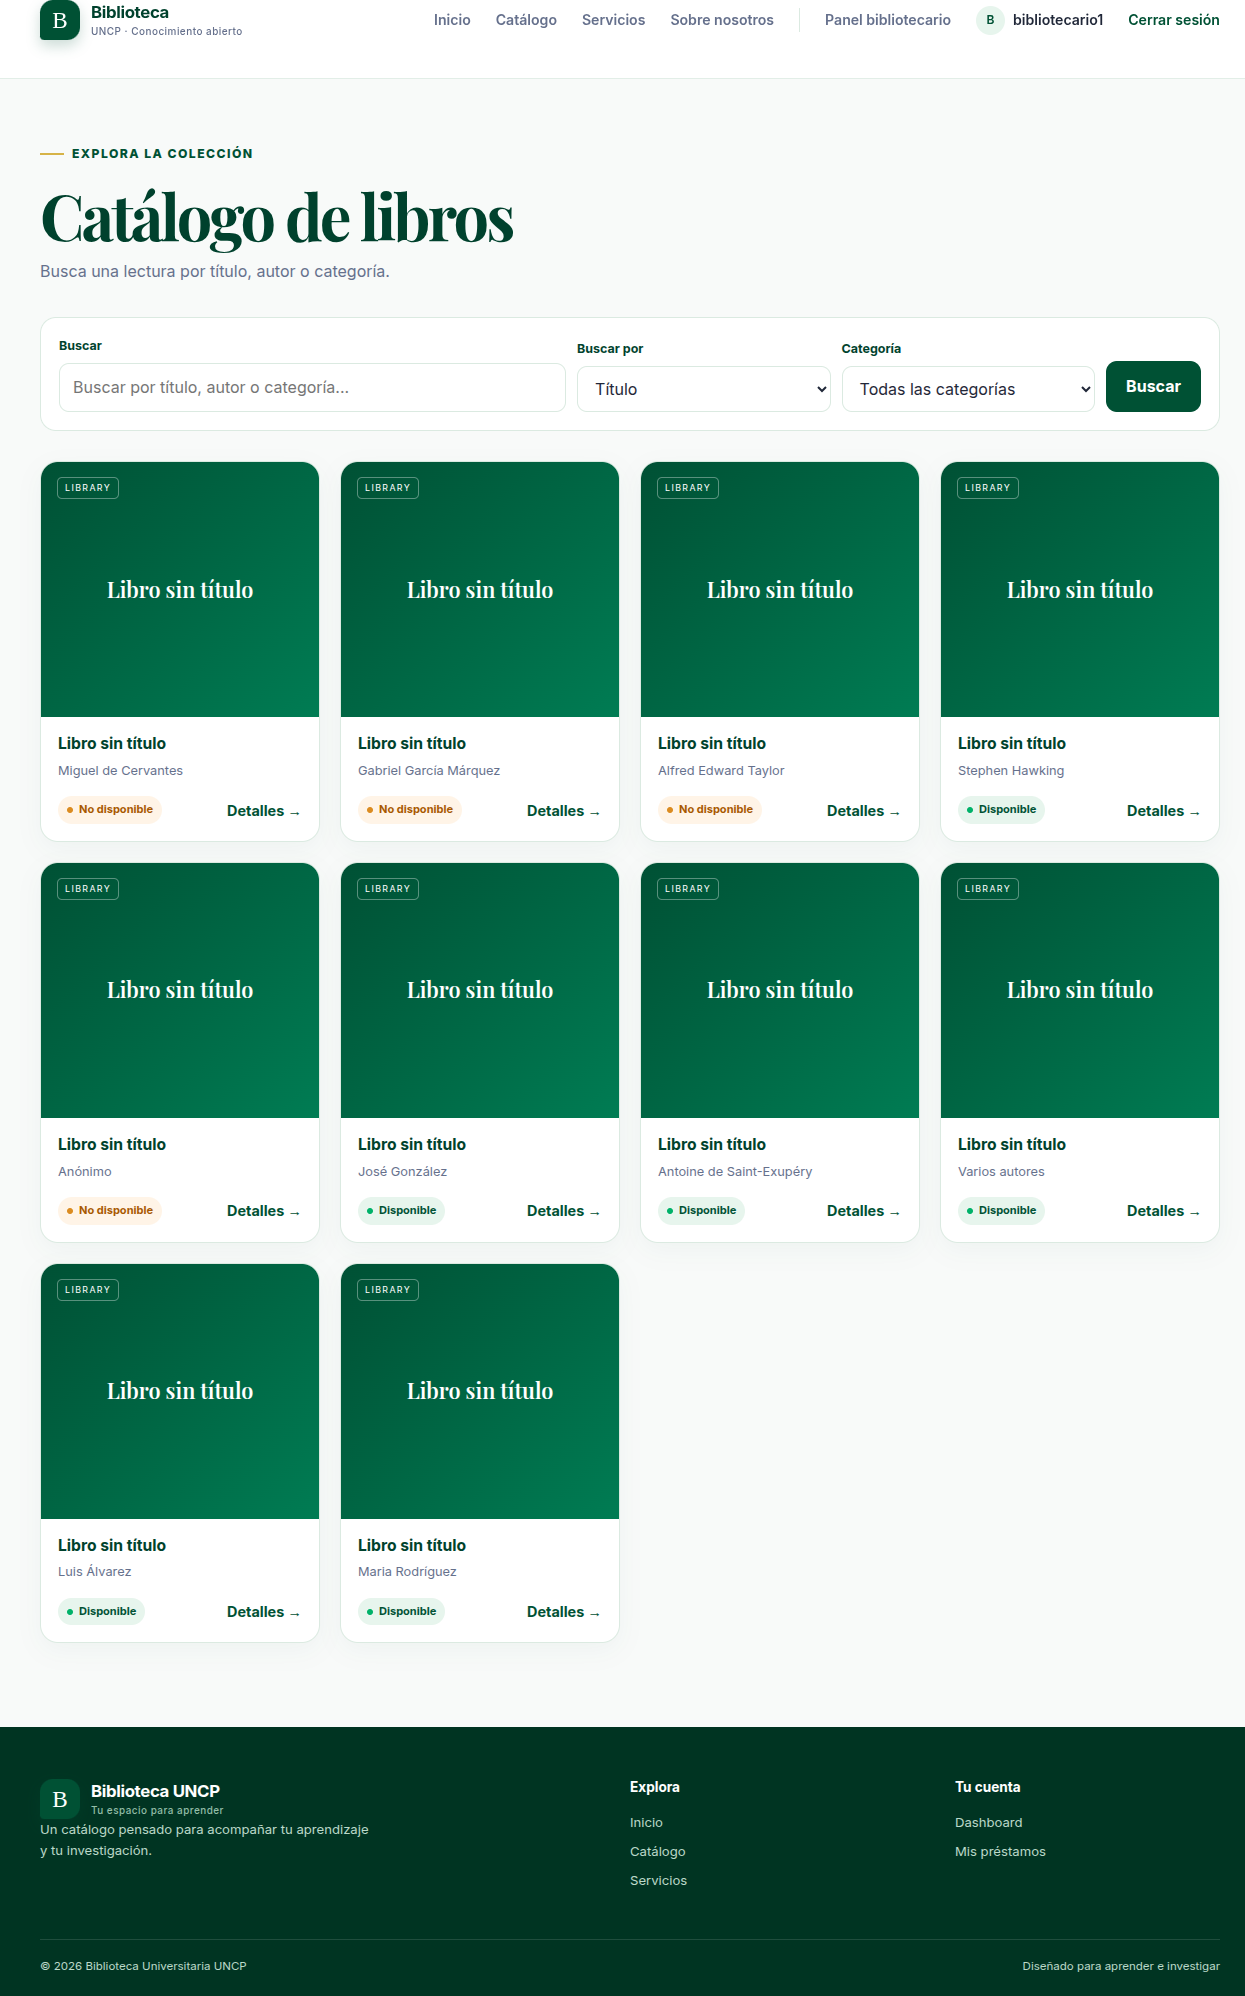 B
Biblioteca
UNCP · Conocimiento abierto
Inicio
Catálogo
Servicios
Sobre nosotros
Panel bibliotecario
B
bibliotecario1
Cerrar sesión
EXPLORA LA COLECCIÓN
Catálogo de libros
Busca una lectura por título, autor o categoría.
Buscar
Buscar por título, autor o categoría...
Buscar por
Título
Categoría
Todas las categorías
Buscar
LIBRARY
Libro sin título
Libro sin título
Miguel de Cervantes
No disponible
Detalles →
LIBRARY
Libro sin título
Libro sin título
Gabriel García Márquez
No disponible
Detalles →
LIBRARY
Libro sin título
Libro sin título
Alfred Edward Taylor
No disponible
Detalles →
LIBRARY
Libro sin título
Libro sin título
Stephen Hawking
Disponible
Detalles →
LIBRARY
Libro sin título
Libro sin título
Anónimo
No disponible
Detalles →
LIBRARY
Libro sin título
Libro sin título
José González
Disponible
Detalles →
LIBRARY
Libro sin título
Libro sin título
Antoine de Saint-Exupéry
Disponible
Detalles →
LIBRARY
Libro sin título
Libro sin título
Varios autores
Disponible
Detalles →
LIBRARY
Libro sin título
Libro sin título
Luis Álvarez
Disponible
Detalles →
LIBRARY
Libro sin título
Libro sin título
Maria Rodríguez
Disponible
Detalles →
B
Biblioteca UNCP
Tu espacio para aprender
Un catálogo pensado para acompañar tu aprendizaje
y tu investigación.
Explora
Inicio
Catálogo
Servicios
Tu cuenta
Dashboard
Mis préstamos
© 2026 Biblioteca Universitaria UNCP
Diseñado para aprender e investigar